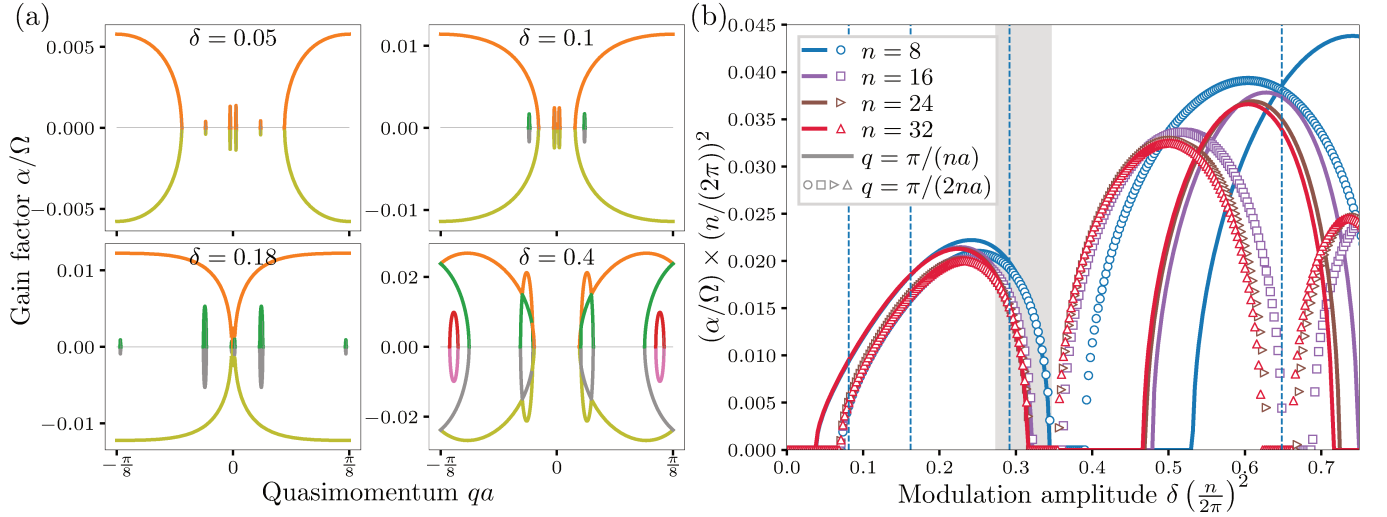 (a)
δ = 0.05
0.005
0.000
−0.005
δ = 0.1
0.01
0.00
−0.01
δ = 0.18
0.01
0.00
−0.01
−π/8
0
π/8
δ = 0.4
0.02
0.00
−0.02
−π/8
0
π/8
Gain factor α/Ω
Quasimomentum qa
(b)
0.045
0.040
0.035
0.030
0.025
0.020
0.015
0.010
0.005
0.000
(α/Ω) × (n/(2π))²
n = 8
n = 16
n = 24
n = 32
q = π/(na)
q = π/(2na)
0.0 0.1 0.2 0.3 0.4 0.5 0.6 0.7
Modulation amplitude δ (n/2π)²